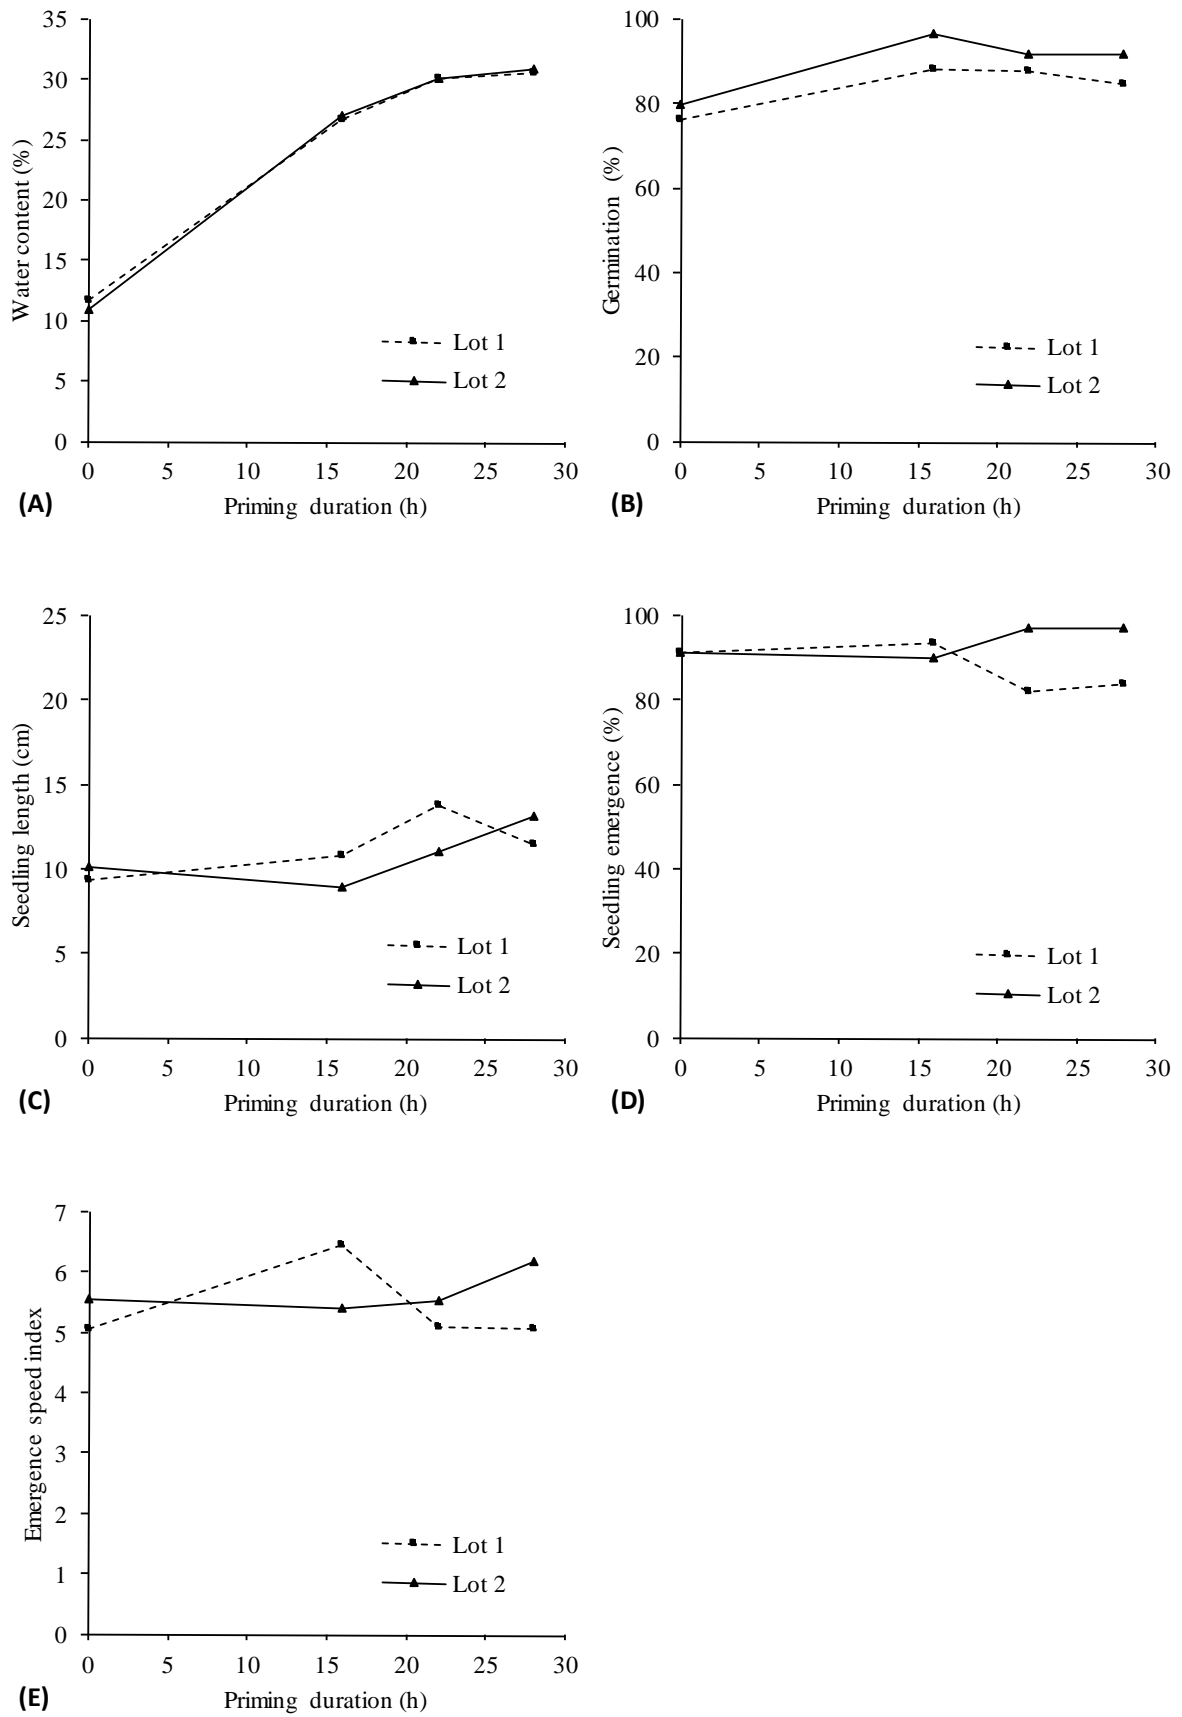 35
30
25
20
15
10
5
0
Water content (%)
Lot 1
Lot 2
0 5 10 15 20 25 30
Priming duration (h)
(A)
100
80
60
40
20
0
Germination (%)
Lot 1
Lot 2
0 5 10 15 20 25 30
Priming duration (h)
(B)
25
20
15
10
5
0
Seedling length (cm)
Lot 1
Lot 2
0 5 10 15 20 25 30
Priming duration (h)
(C)
100
80
60
40
20
0
Seedling emergence (%)
Lot 1
Lot 2
0 5 10 15 20 25 30
Priming duration (h)
(D)
7
6
5
4
3
2
1
0
Emergence speed index
Lot 1
Lot 2
0 5 10 15 20 25 30
Priming duration (h)
(E)